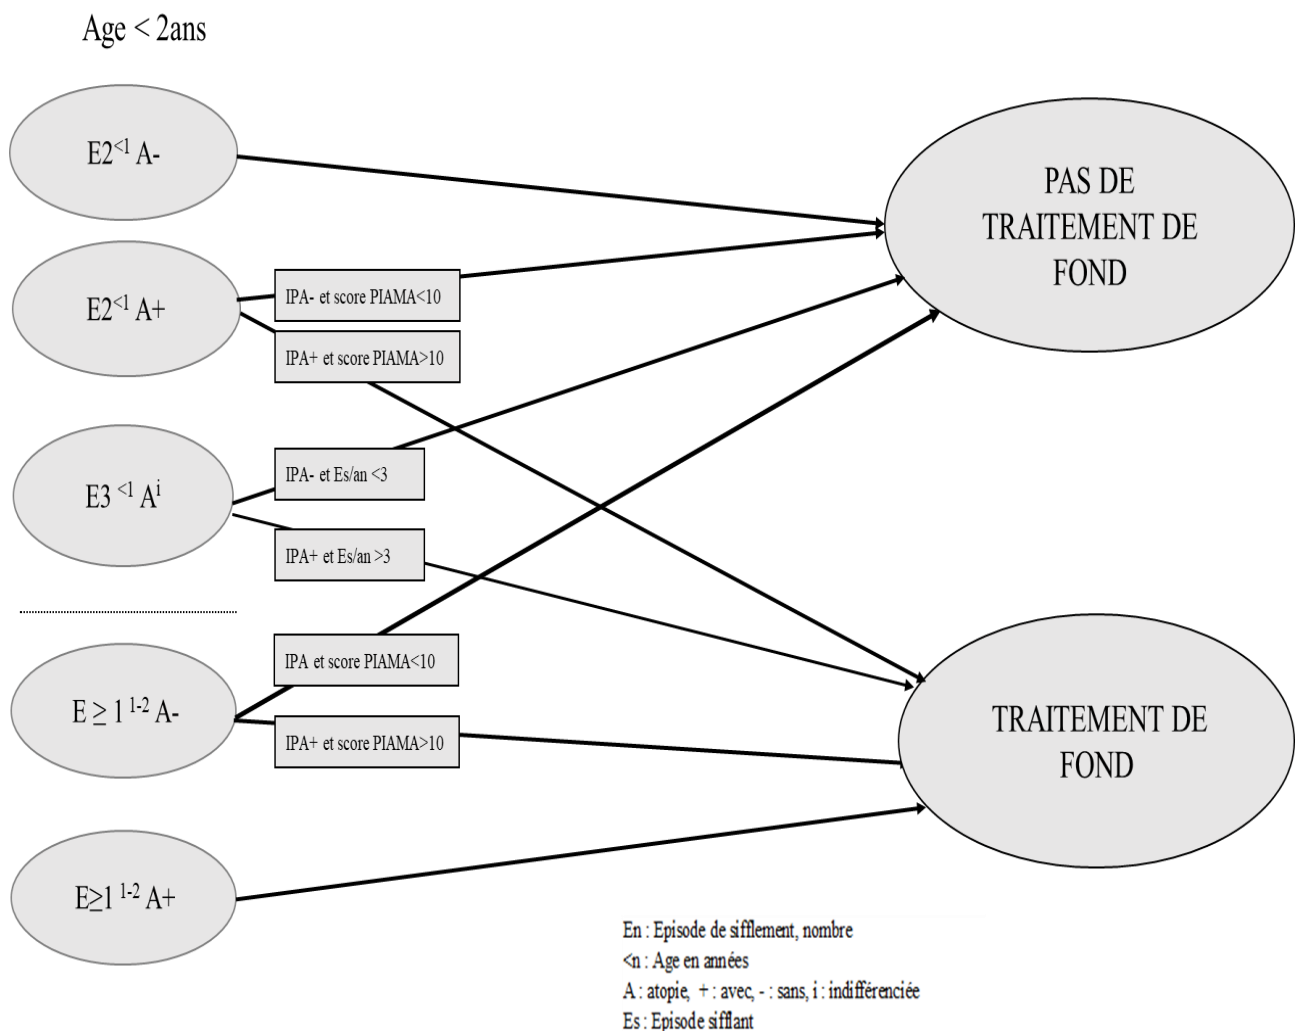 Age < 2ans
E2<1 A-
PAS DE
TRAITEMENT DE
FOND
E2<1 A+
IPA- et score PIAMA<10
IPA+ et score PIAMA>10
E3 <1 Ai
IPA- et Es/an <3
IPA+ et Es/an >3
E ≥ 1 1-2 A-
IPA et score PIAMA<10
IPA+ et score PIAMA>10
TRAITEMENT DE
FOND
E≥1 1-2 A+
En : Episode de sifflement, nombre
<n : Age en années
A : atopie, + : avec, - : sans, i : indifférenciée
Es : Episode sifflant